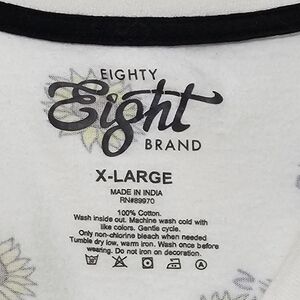 EIGHTY
Eight
BRAND
X-LARGE
MADE IN INDIA
RN#89970
100% Cotton.
Wash inside out. Machine wash cold with
like colors. Gentle cycle.
Only non-chlorine bleach when needed
Tumble dry low, warm iron. Wash once before
wearing. Do not iron on decoration.
A